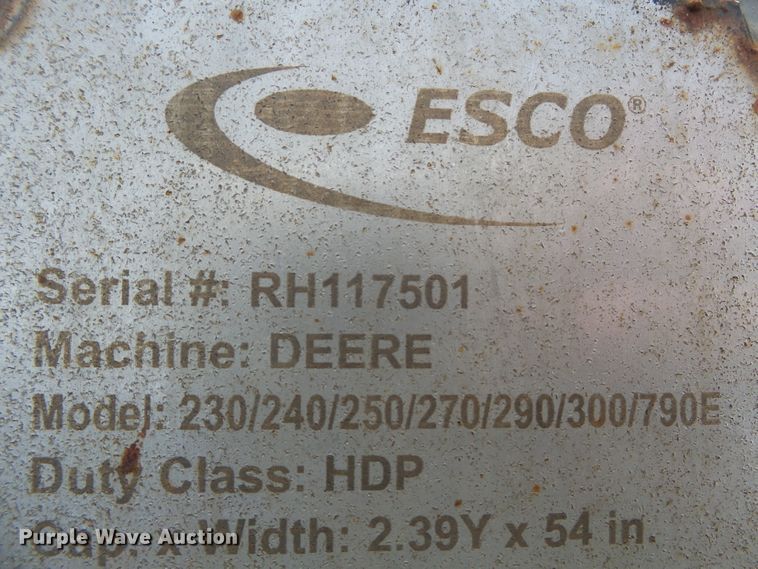 ESCO®
Serial #: RH117501
Machine: DEERE
Model: 230/240/250/270/290/300/790E
Duty Class: HDP
Cap. x Width: 2.39Y x 54 in.
Purple Wave Auction